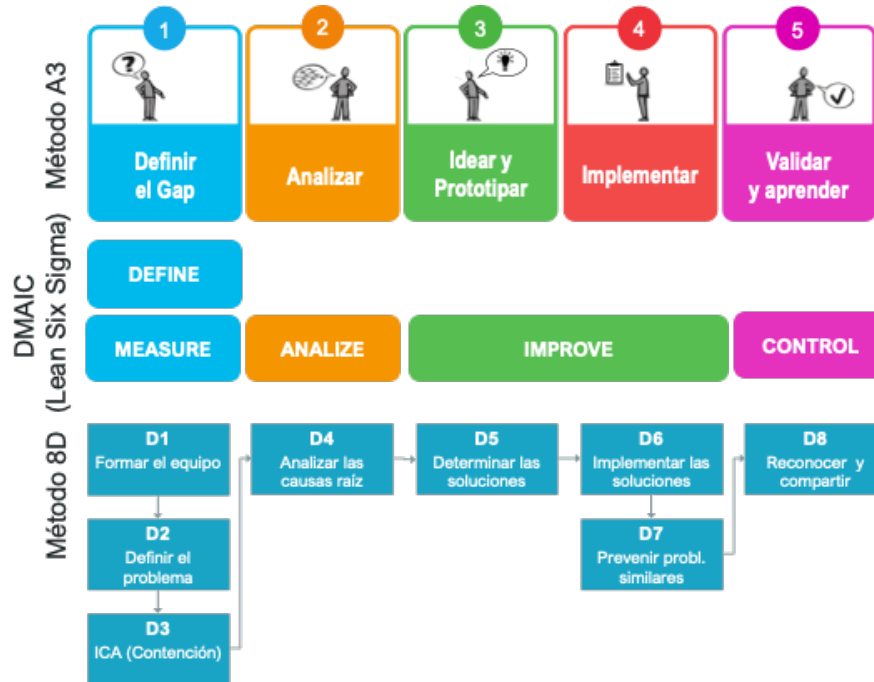 Método A3
1
2
3
4
5
?
Definir
el Gap
Analizar
Idear y
Prototipar
Implementar
Validar
y aprender
DMAIC
(Lean Six Sigma)
DEFINE
MEASURE
ANALIZE
IMPROVE
CONTROL
Método 8D
D1
Formar el equipo
D2
Definir el
problema
D3
ICA (Contención)
D4
Analizar las
causas raíz
D5
Determinar las
soluciones
D6
Implementar las
soluciones
D7
Prevenir probl.
similares
D8
Reconocer y
compartir